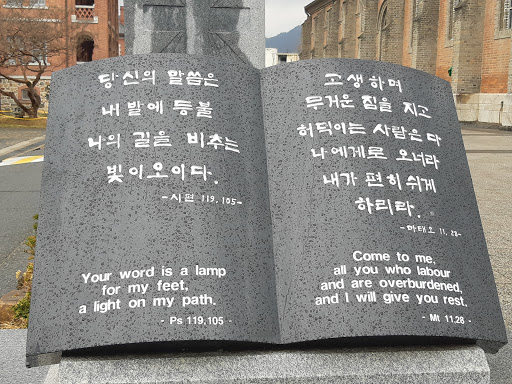 당신의 말씀은
내 발에 등불
나의 길을 비추는
빛이오이다.
-시편 119.105-
Your word is a lamp
for my feet,
a light on my path.
- Ps 119.105 -
고생하며
무거운 짐을 지고
허덕이는 사람은 다
나에게로 오너라
내가 편히 쉬게
하리라.
-마태오 11.28-
Come to me,
all you who labour
and are overburdened,
and I will give you rest.
- Mt 11.28 -